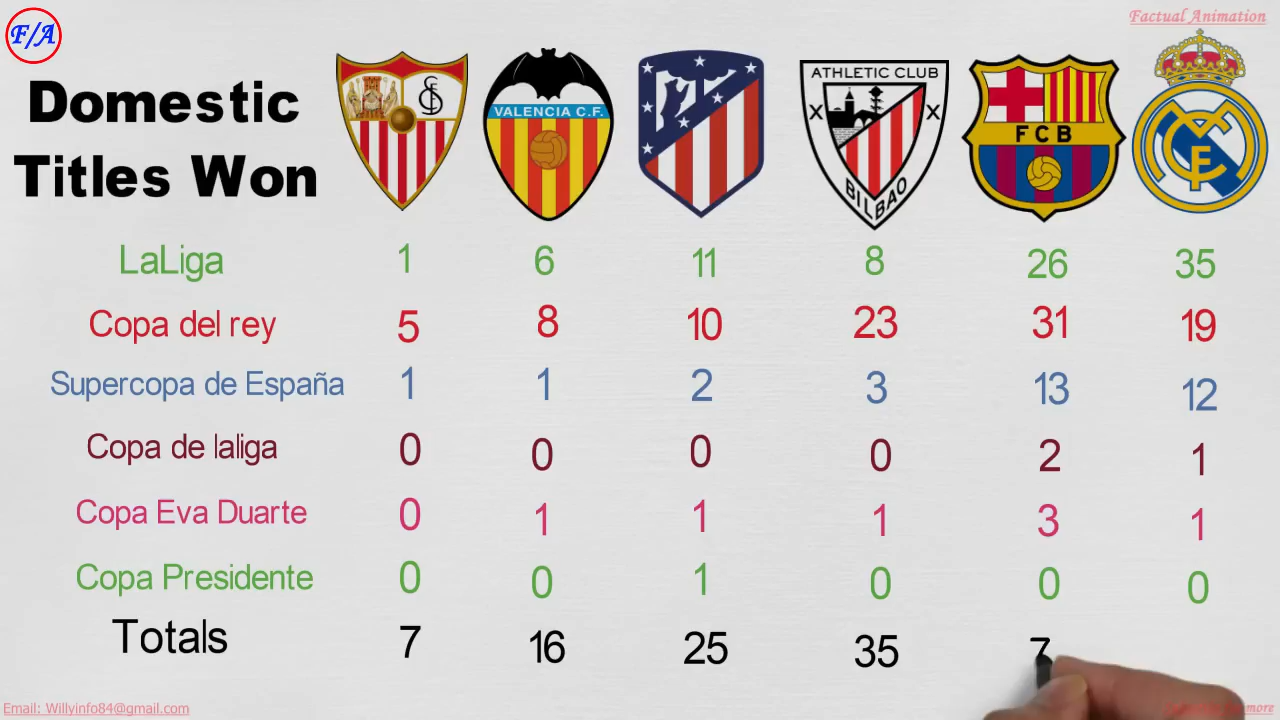 F/A
Factual Animation
Domestic
Titles Won
VALENCIA C.F.
ATHLETIC CLUB
BILBAO
FCB
LaLiga 1 6 11 8 26 35
Copa del rey 5 8 10 23 31 19
Supercopa de España 1 1 2 3 13 12
Copa de laliga 0 0 0 0 2 1
Copa Eva Duarte 0 1 1 1 3 1
Copa Presidente 0 0 1 0 0 0
Totals 7 16 25 35 7
Email: Willyinfo84@gmail.com
more